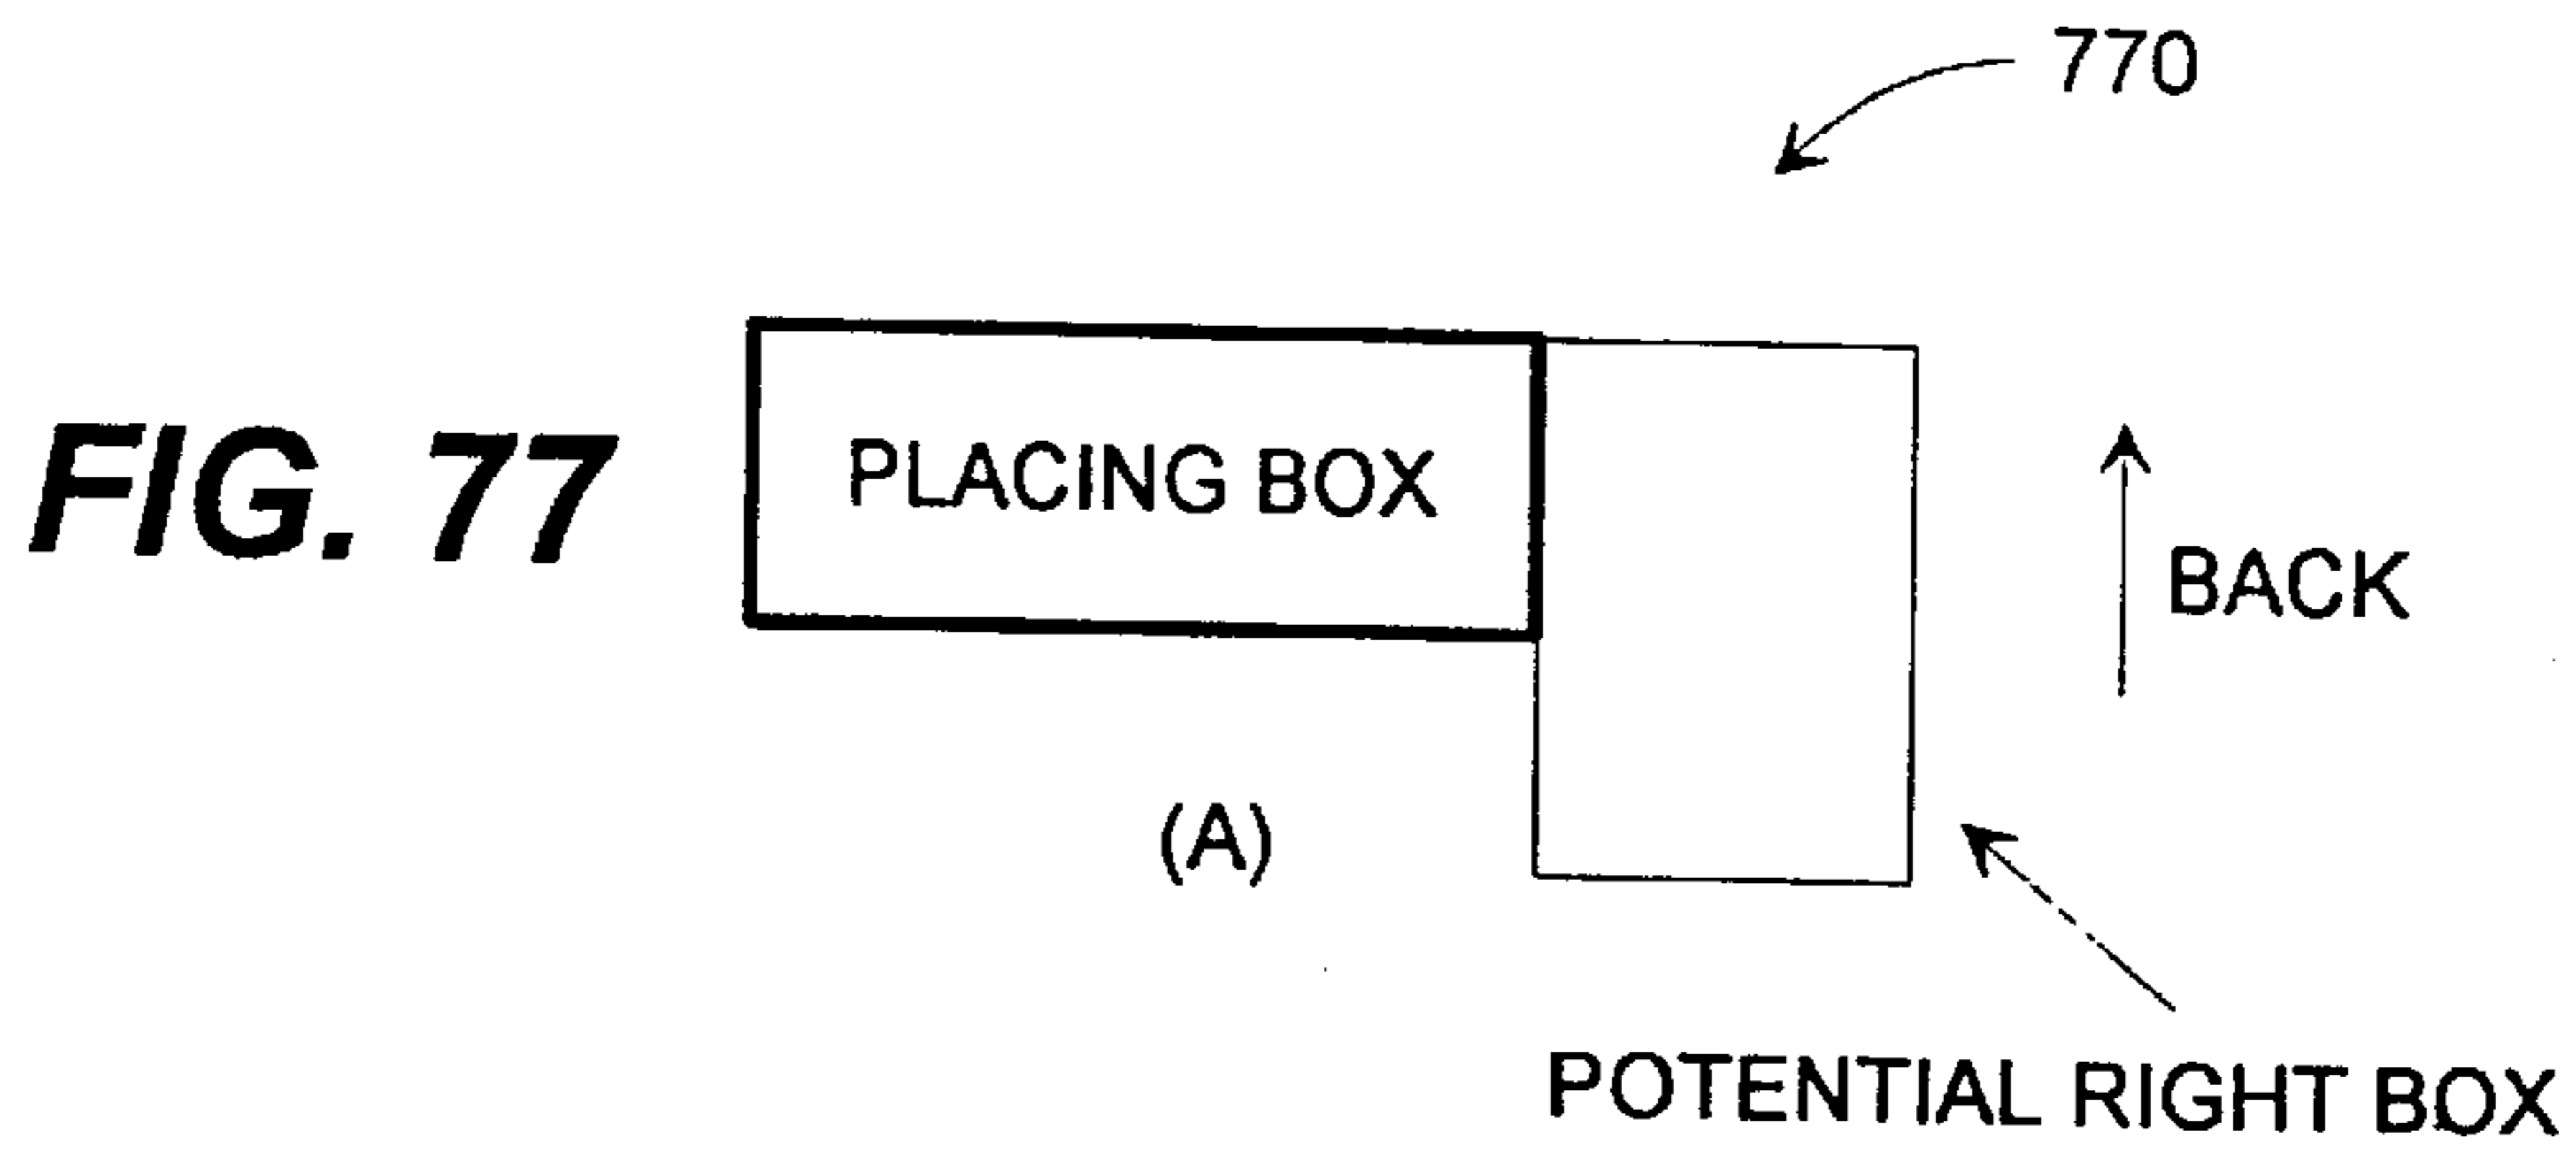 770
FIG. 77
PLACING BOX
BACK
(A)
POTENTIAL RIGHT BOX